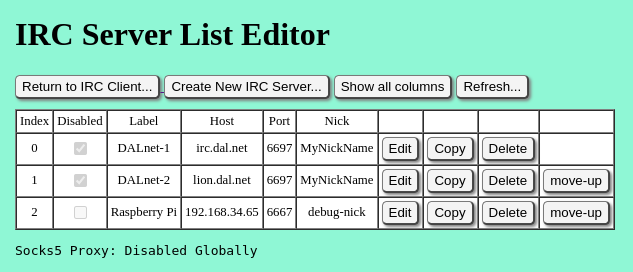 IRC Server List Editor
Return to IRC Client... Create New IRC Server... Show all columns Refresh...
Index Disabled Label Host Port Nick
0 DALnet-1 irc.dal.net 6697 MyNickName Edit Copy Delete
1 DALnet-2 lion.dal.net 6697 MyNickName Edit Copy Delete move-up
2 Raspberry Pi 192.168.34.65 6667 debug-nick Edit Copy Delete move-up
Socks5 Proxy: Disabled Globally